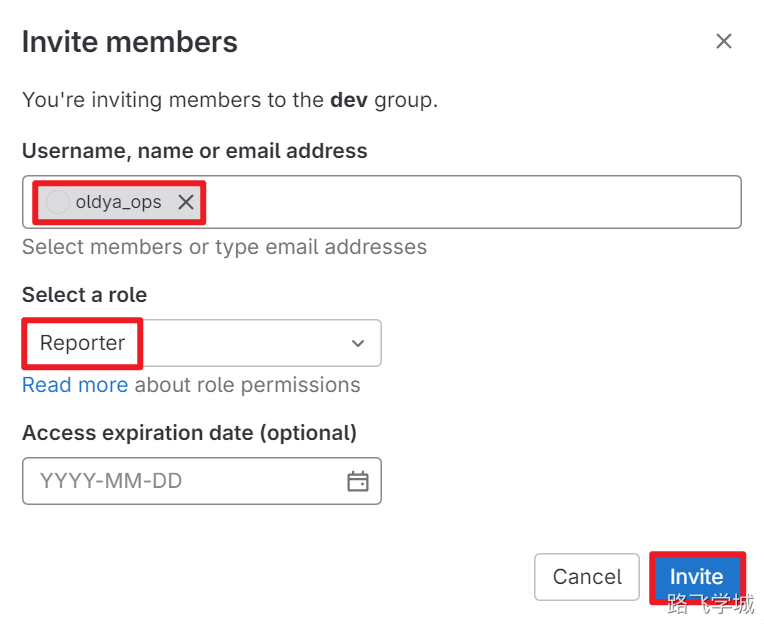 Invite members
You're inviting members to the dev group.
Username, name or email address
oldya_ops
Select members or type email addresses
Select a role
Reporter
Read more about role permissions
Access expiration date (optional)
YYYY-MM-DD
Cancel
Invite
路飞学城